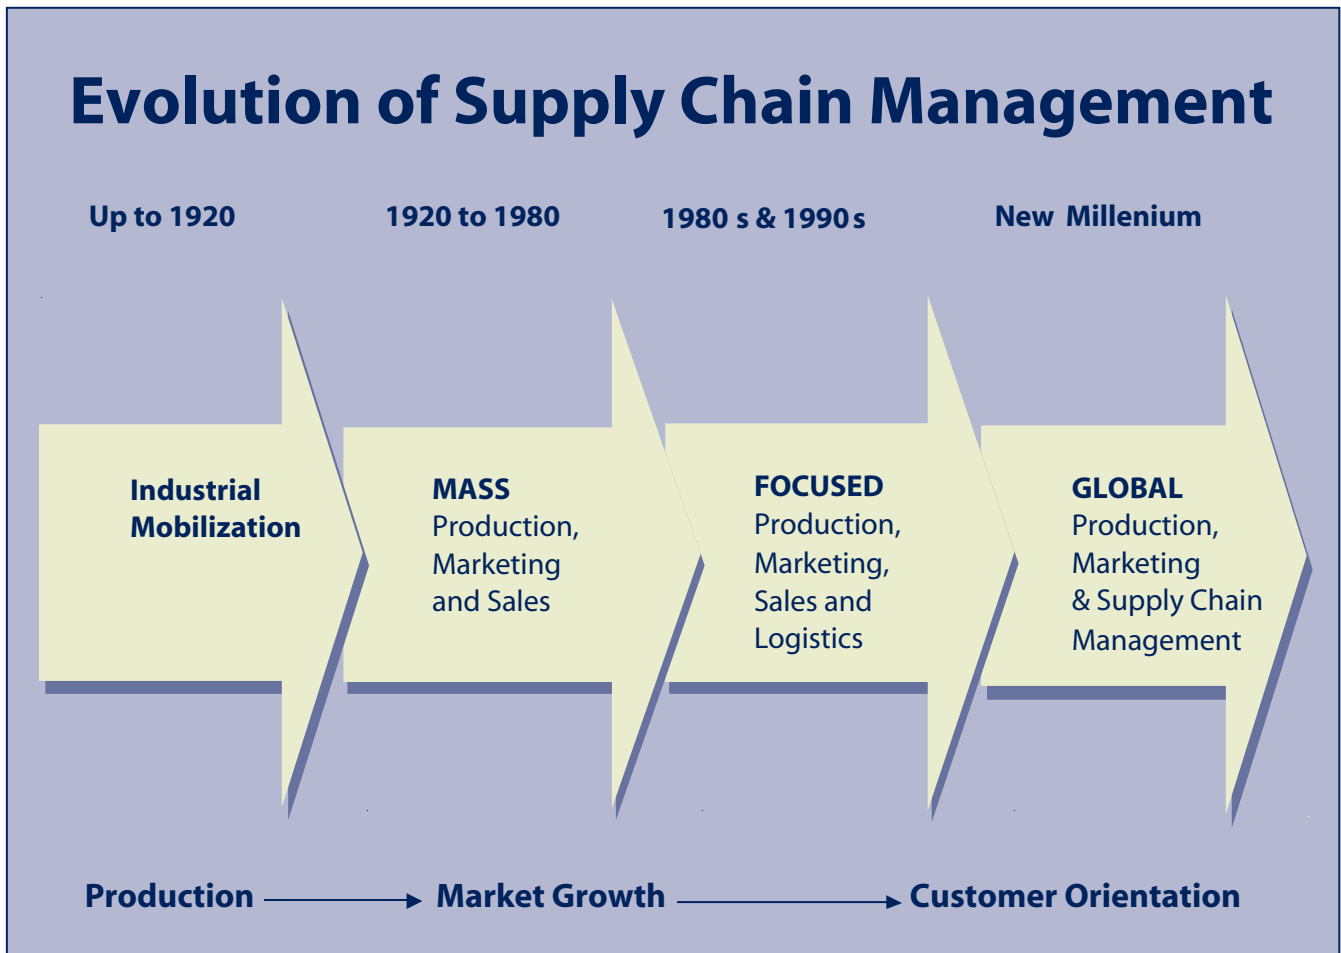 Evolution of Supply Chain Management
Up to 1920
1920 to 1980
1980 s & 1990 s
New Millenium
Industrial
Mobilization
MASS
Production,
Marketing
and Sales
FOCUSED
Production,
Marketing,
Sales and
Logistics
GLOBAL
Production,
Marketing
& Supply Chain
Management
Production
Market Growth
Customer Orientation